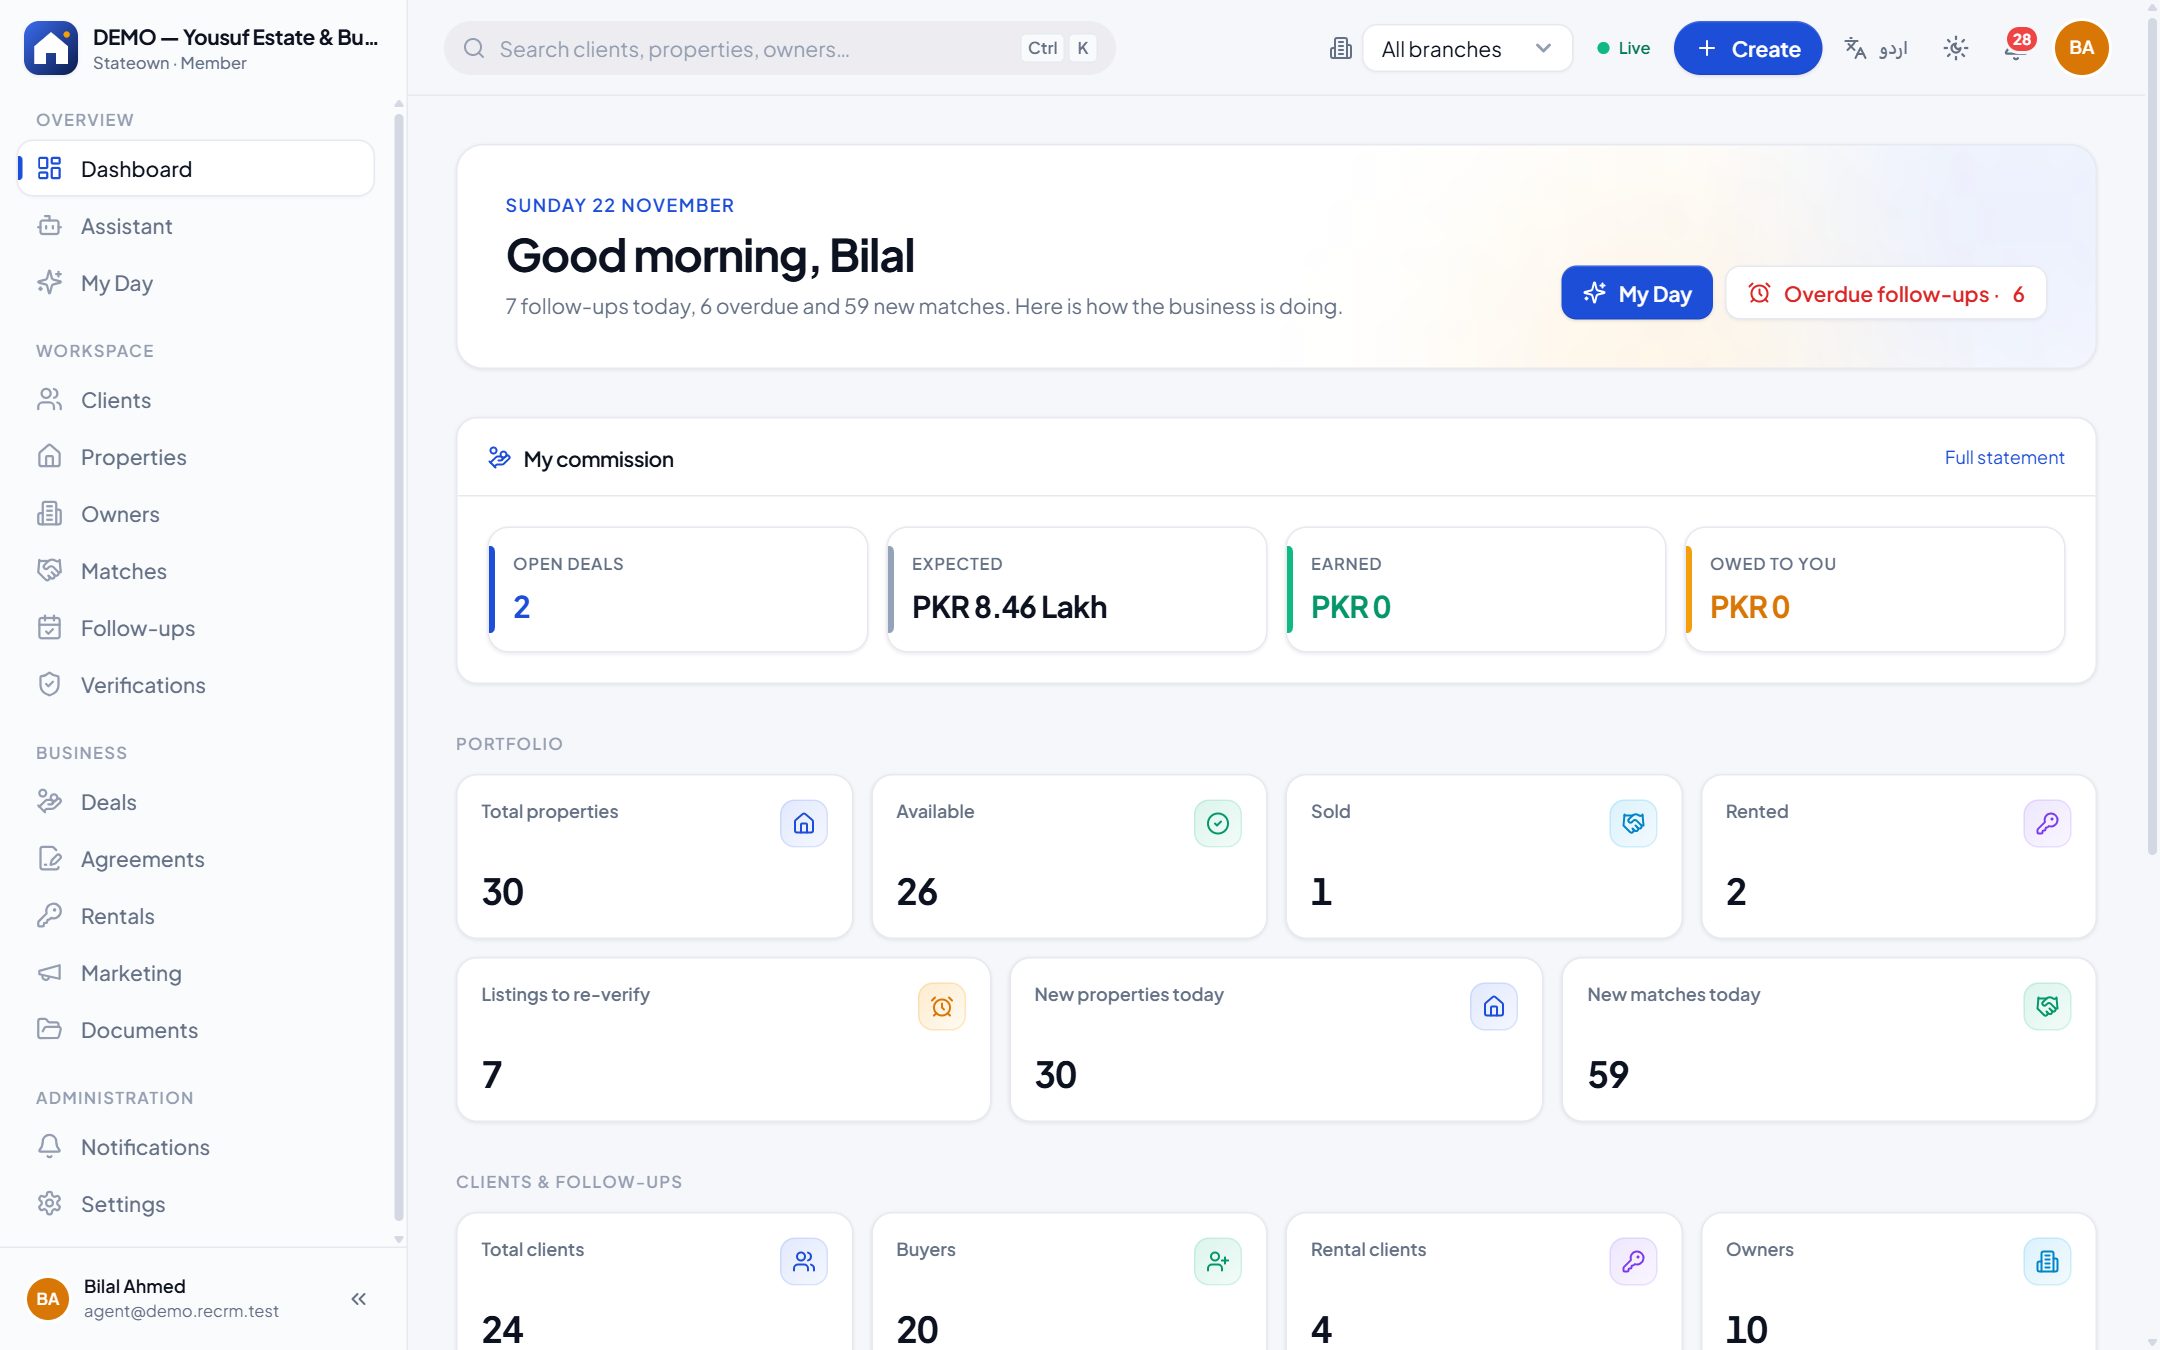 DEMO — Yousuf Estate & Bu...
Stateown · Member
OVERVIEW
Dashboard
Assistant
My Day
WORKSPACE
Clients
Properties
Owners
Matches
Follow-ups
Verifications
BUSINESS
Deals
Agreements
Rentals
Marketing
Documents
ADMINISTRATION
Notifications
Settings
BA
Bilal Ahmed
agent@demo.recrm.test
Search clients, properties, owners...
Ctrl K
All branches
Live
Create
اردو
28
BA
SUNDAY 22 NOVEMBER
Good morning, Bilal
7 follow-ups today, 6 overdue and 59 new matches. Here is how the business is doing.
My Day
Overdue follow-ups · 6
My commission
Full statement
OPEN DEALS
2
EXPECTED
PKR 8.46 Lakh
EARNED
PKR 0
OWED TO YOU
PKR 0
PORTFOLIO
Total properties
30
Available
26
Sold
1
Rented
2
Listings to re-verify
7
New properties today
30
New matches today
59
CLIENTS & FOLLOW-UPS
Total clients
24
Buyers
20
Rental clients
4
Owners
10